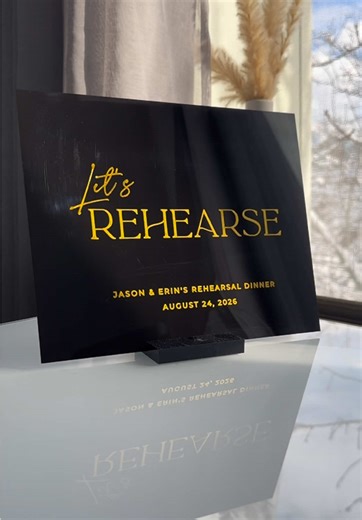 Let's
REHEARSE
JASON & ERIN'S REHEARSAL DINNER
AUGUST 24, 2026